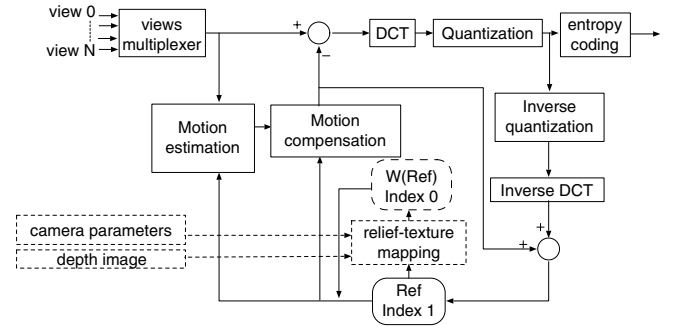 view 0
view N
views
multiplexer
+
−
DCT
Quantization
entropy
coding
Motion
estimation
Motion
compensation
Inverse
quantization
W(Ref)
Index 0
Inverse DCT
camera parameters
depth image
relief-texture
mapping
+
+
Ref
Index 1